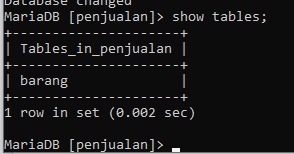 Database changed
MariaDB [penjualan]> show tables;
+---------------------+
| Tables_in_penjualan |
+---------------------+
| barang              |
+---------------------+
1 row in set (0.002 sec)
MariaDB [penjualan]>